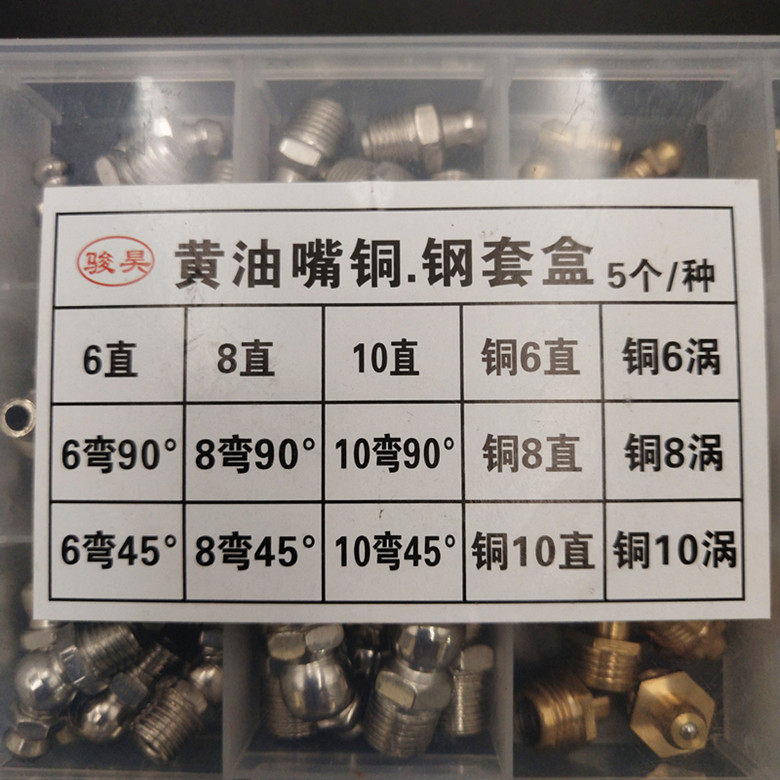 骏昊 黄油嘴铜.钢套盒 5个/种
6直 8直 10直 铜6直 铜6涡
6弯90° 8弯90° 10弯90° 铜8直 铜8涡
6弯45° 8弯45° 10弯45° 铜10直 铜10涡